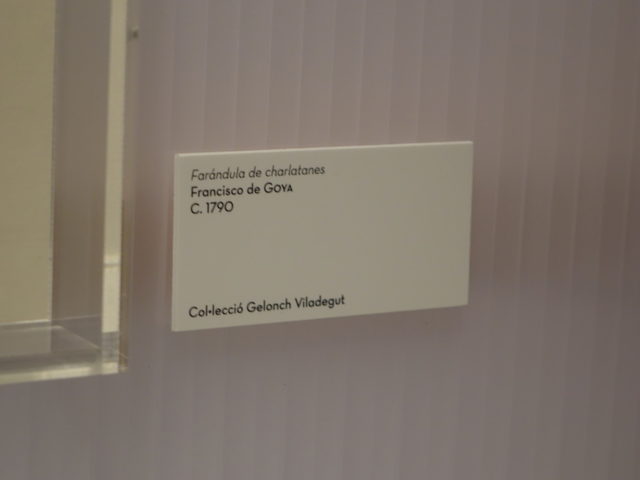 Farándula de charlatanes
Francisco de GOYA
C. 1790
Col·lecció Gelonch Viladegut